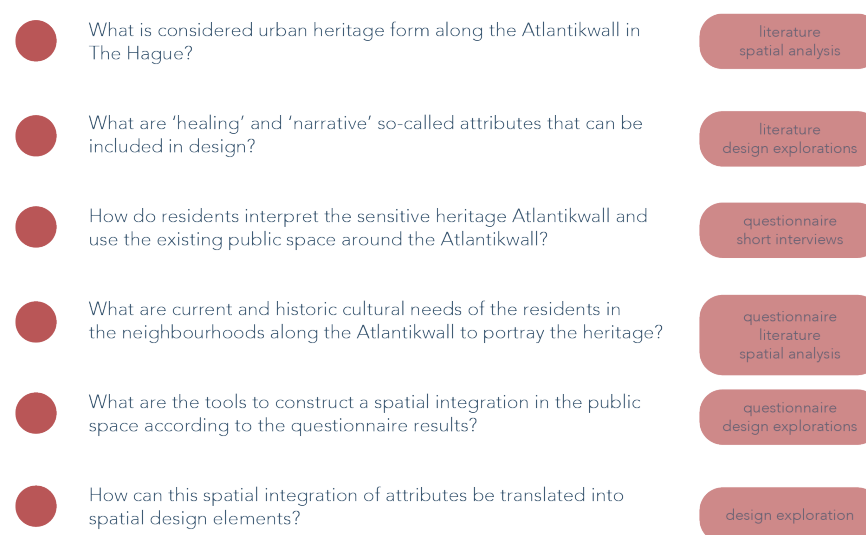 What is considered urban heritage form along the Atlantikwall in
The Hague?
literature
spatial analysis
What are ‘healing’ and ‘narrative’ so-called attributes that can be
included in design?
literature
design explorations
How do residents interpret the sensitive heritage Atlantikwall and
use the existing public space around the Atlantikwall?
questionnaire
short interviews
What are current and historic cultural needs of the residents in
the neighbourhoods along the Atlantikwall to portray the heritage?
questionnaire
literature
spatial analysis
What are the tools to construct a spatial integration in the public
space according to the questionnaire results?
questionnaire
design explorations
How can this spatial integration of attributes be translated into
spatial design elements?
design exploration